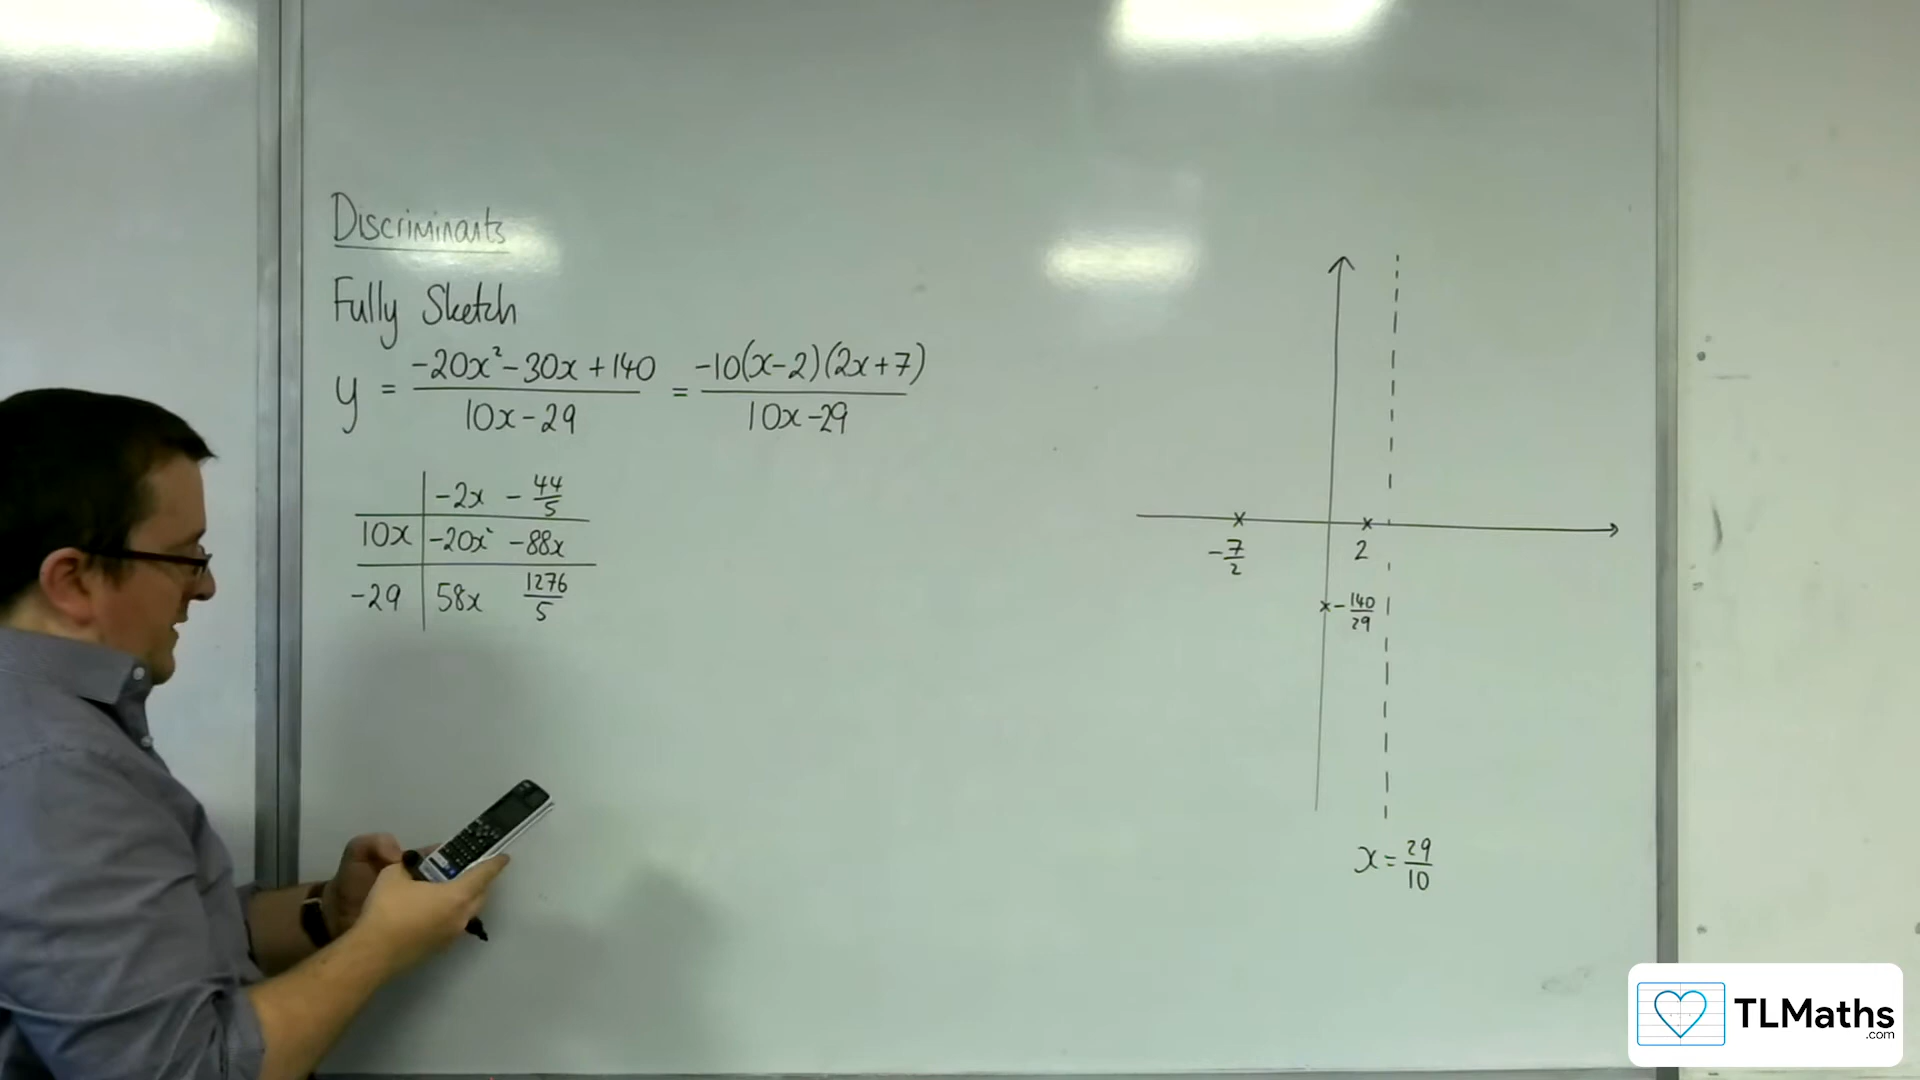 Discriminants
Fully Sketch
y = (-20x² - 30x + 140)/(10x - 29) = (-10(x-2)(2x+7))/(10x - 29)
-2x - 44/5
10x | -20x² -88x
-29 | 58x 1276/5
-7/2
2
-140/29
x = 29/10
TLMaths
.com